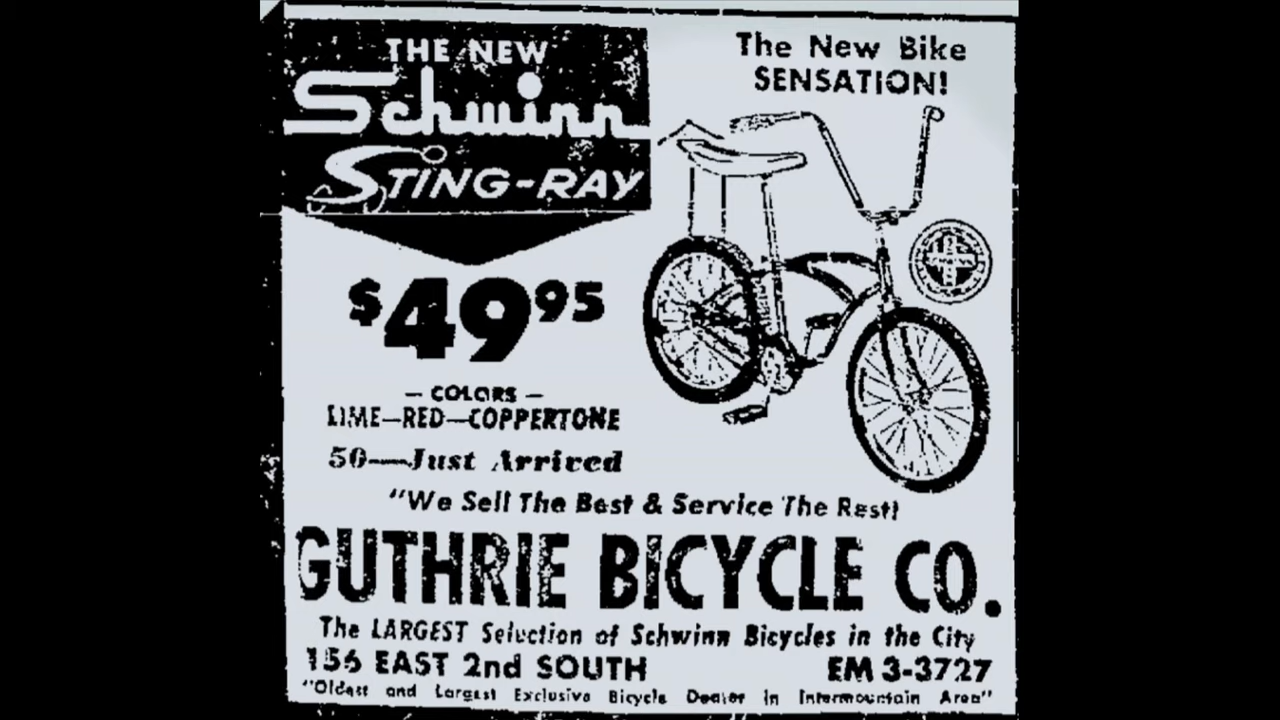 THE NEW
Schwinn
STING-RAY
The New Bike
SENSATION!
$49.95
— COLORS —
LIME—RED—COPPERTONE
50—Just Arrived
"We Sell The Best & Service The Rest!
GUTHRIE BICYCLE CO.
The LARGEST Selection of Schwinn Bicycles in the City
156 EAST 2nd SOUTH EM 3-3727
"Oldest and Largest Exclusive Bicycle Dealer in Intermountain Area"